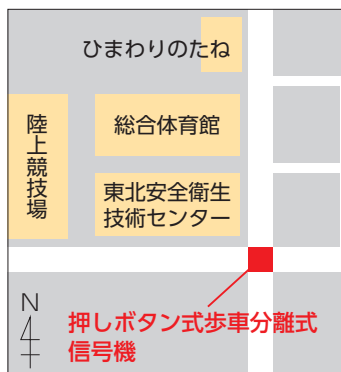 ひまわりのたね
陸上競技場
総合体育館
東北安全衛生
技術センター
N
押しボタン式歩車分離式
信号機